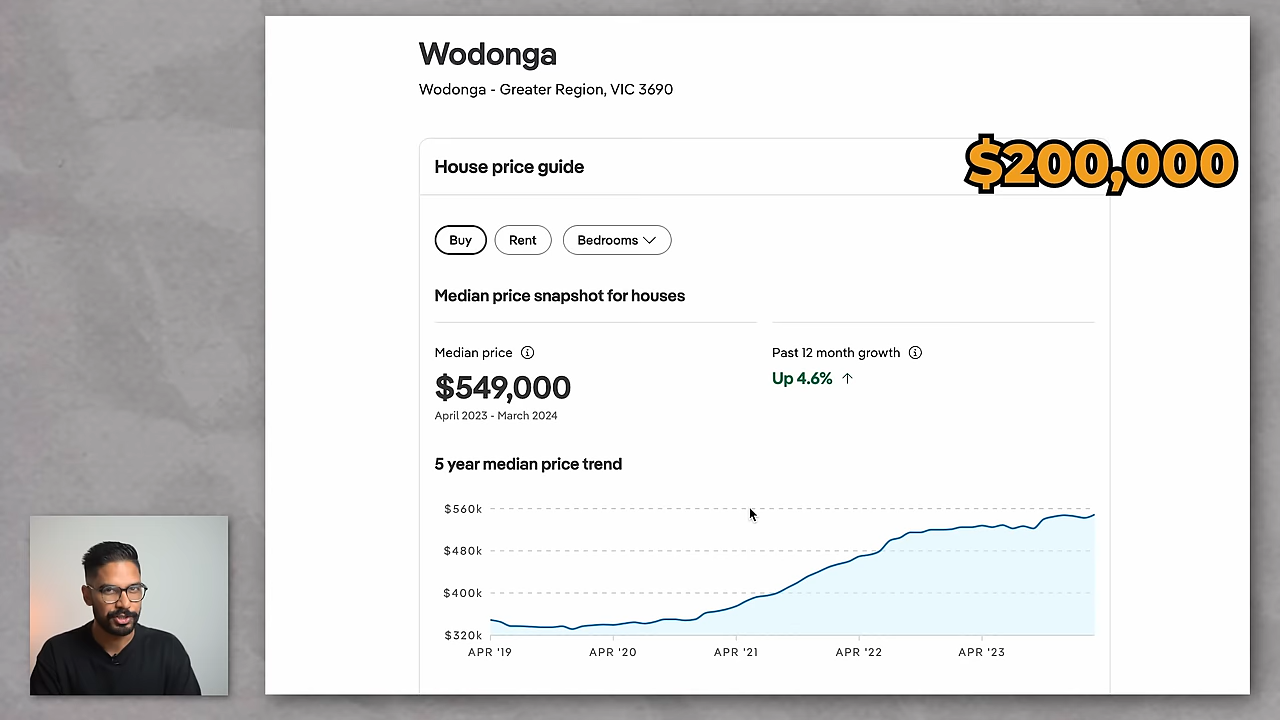 Wodonga
Wodonga - Greater Region, VIC 3690
House price guide
$200,000
Buy
Rent
Bedrooms
Median price snapshot for houses
Median price
Past 12 month growth
$549,000
Up 4.6%
April 2023 - March 2024
5 year median price trend
$560k
$480k
$400k
$320k
APR '19
APR '20
APR '21
APR '22
APR '23